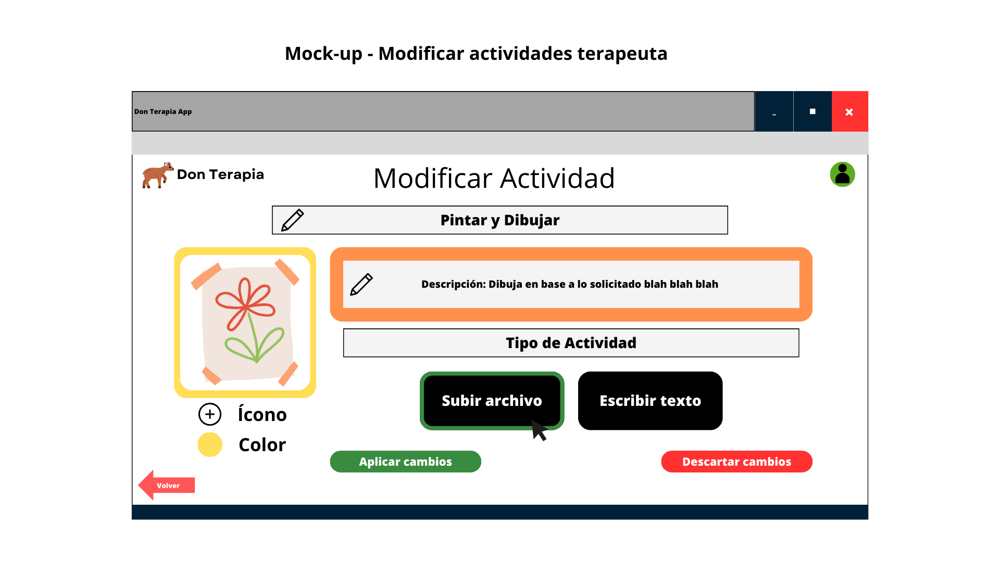 Mock-up - Modificar actividades terapeuta
Don Terapia App
Don Terapia
Modificar Actividad
Pintar y Dibujar
Descripción: Dibuja en base a lo solicitado blah blah blah
Tipo de Actividad
Subir archivo
Escribir texto
Ícono
Color
Aplicar cambios
Descartar cambios
Volver